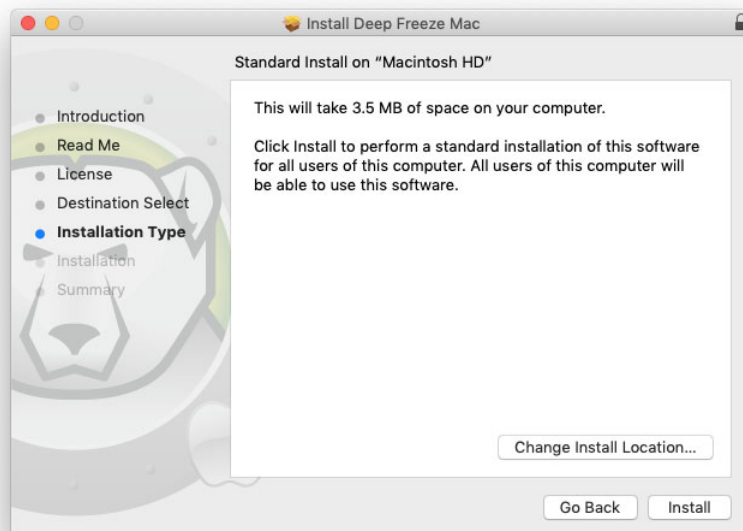 Install Deep Freeze Mac
Standard Install on “Macintosh HD”
Introduction
Read Me
License
Destination Select
Installation Type
Installation
Summary
This will take 3.5 MB of space on your computer.
Click Install to perform a standard installation of this software
for all users of this computer. All users of this computer will
be able to use this software.
Change Install Location...
Go Back
Install